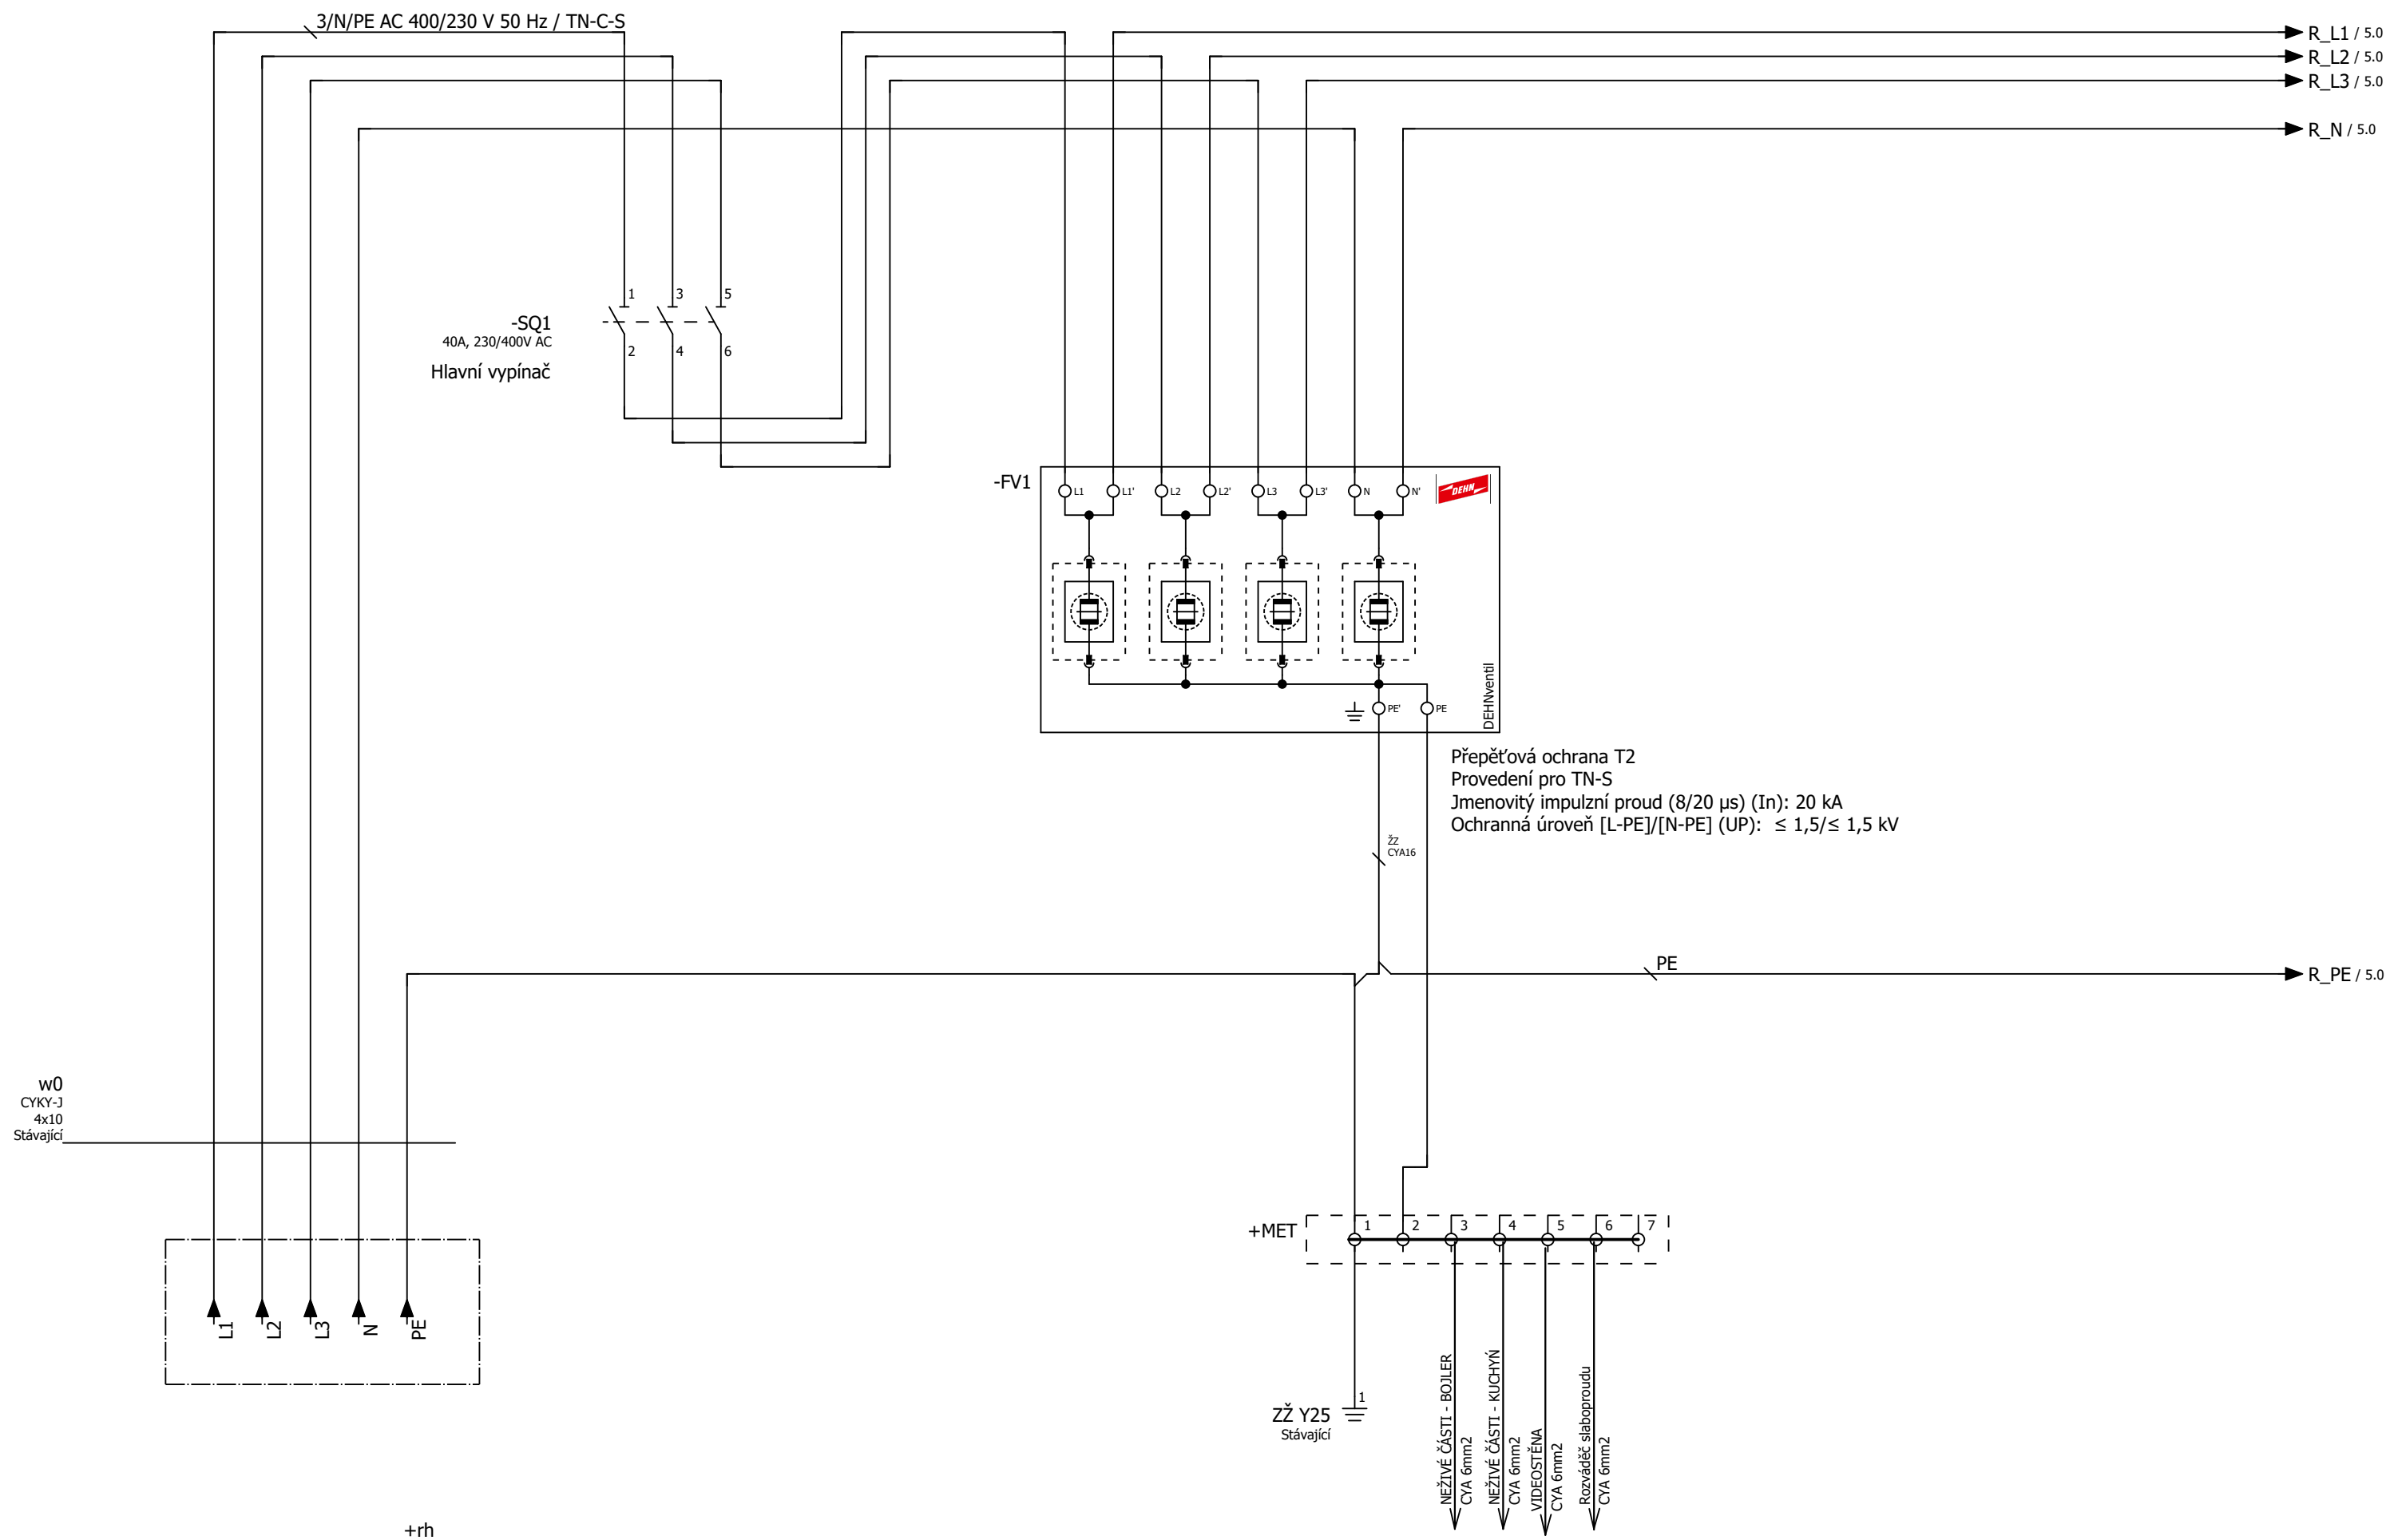 3/N/PE AC 400/230 V 50 Hz / TN-C-S
R_L1 / 5.0
R_L2 / 5.0
R_L3 / 5.0
R_N / 5.0
1
3
5
-SQ1
40A, 230/400V AC
2
4
6
Hlavní vypínač
-FV1
L1
L1'
L2
L2'
L3
L3'
N
N'
DEHN
DEHNventil
PE'
PE
Přepěťová ochrana T2
Provedení pro TN-S
Jmenovitý impulzní proud (8/20 µs) (In): 20 kA
Ochranná úroveň [L-PE]/[N-PE] (UP): ≤ 1,5/≤ 1,5 kV
ŽZ
CYA16
PE
R_PE / 5.0
w0
CYKY-J
4x10
Stávající
+MET
1
2
3
4
5
6
7
L1
L2
L3
N
PE
1
ZŽ Y25
Stávající
NEŽIVÉ ČÁSTI - BOJLER
CYA 6mm2
NEŽIVÉ ČÁSTI - KUCHYŃ
CYA 6mm2
VIDEOSTĚNA
CYA 6mm2
Rozváděč slaboproudu
CYA 6mm2
+rh